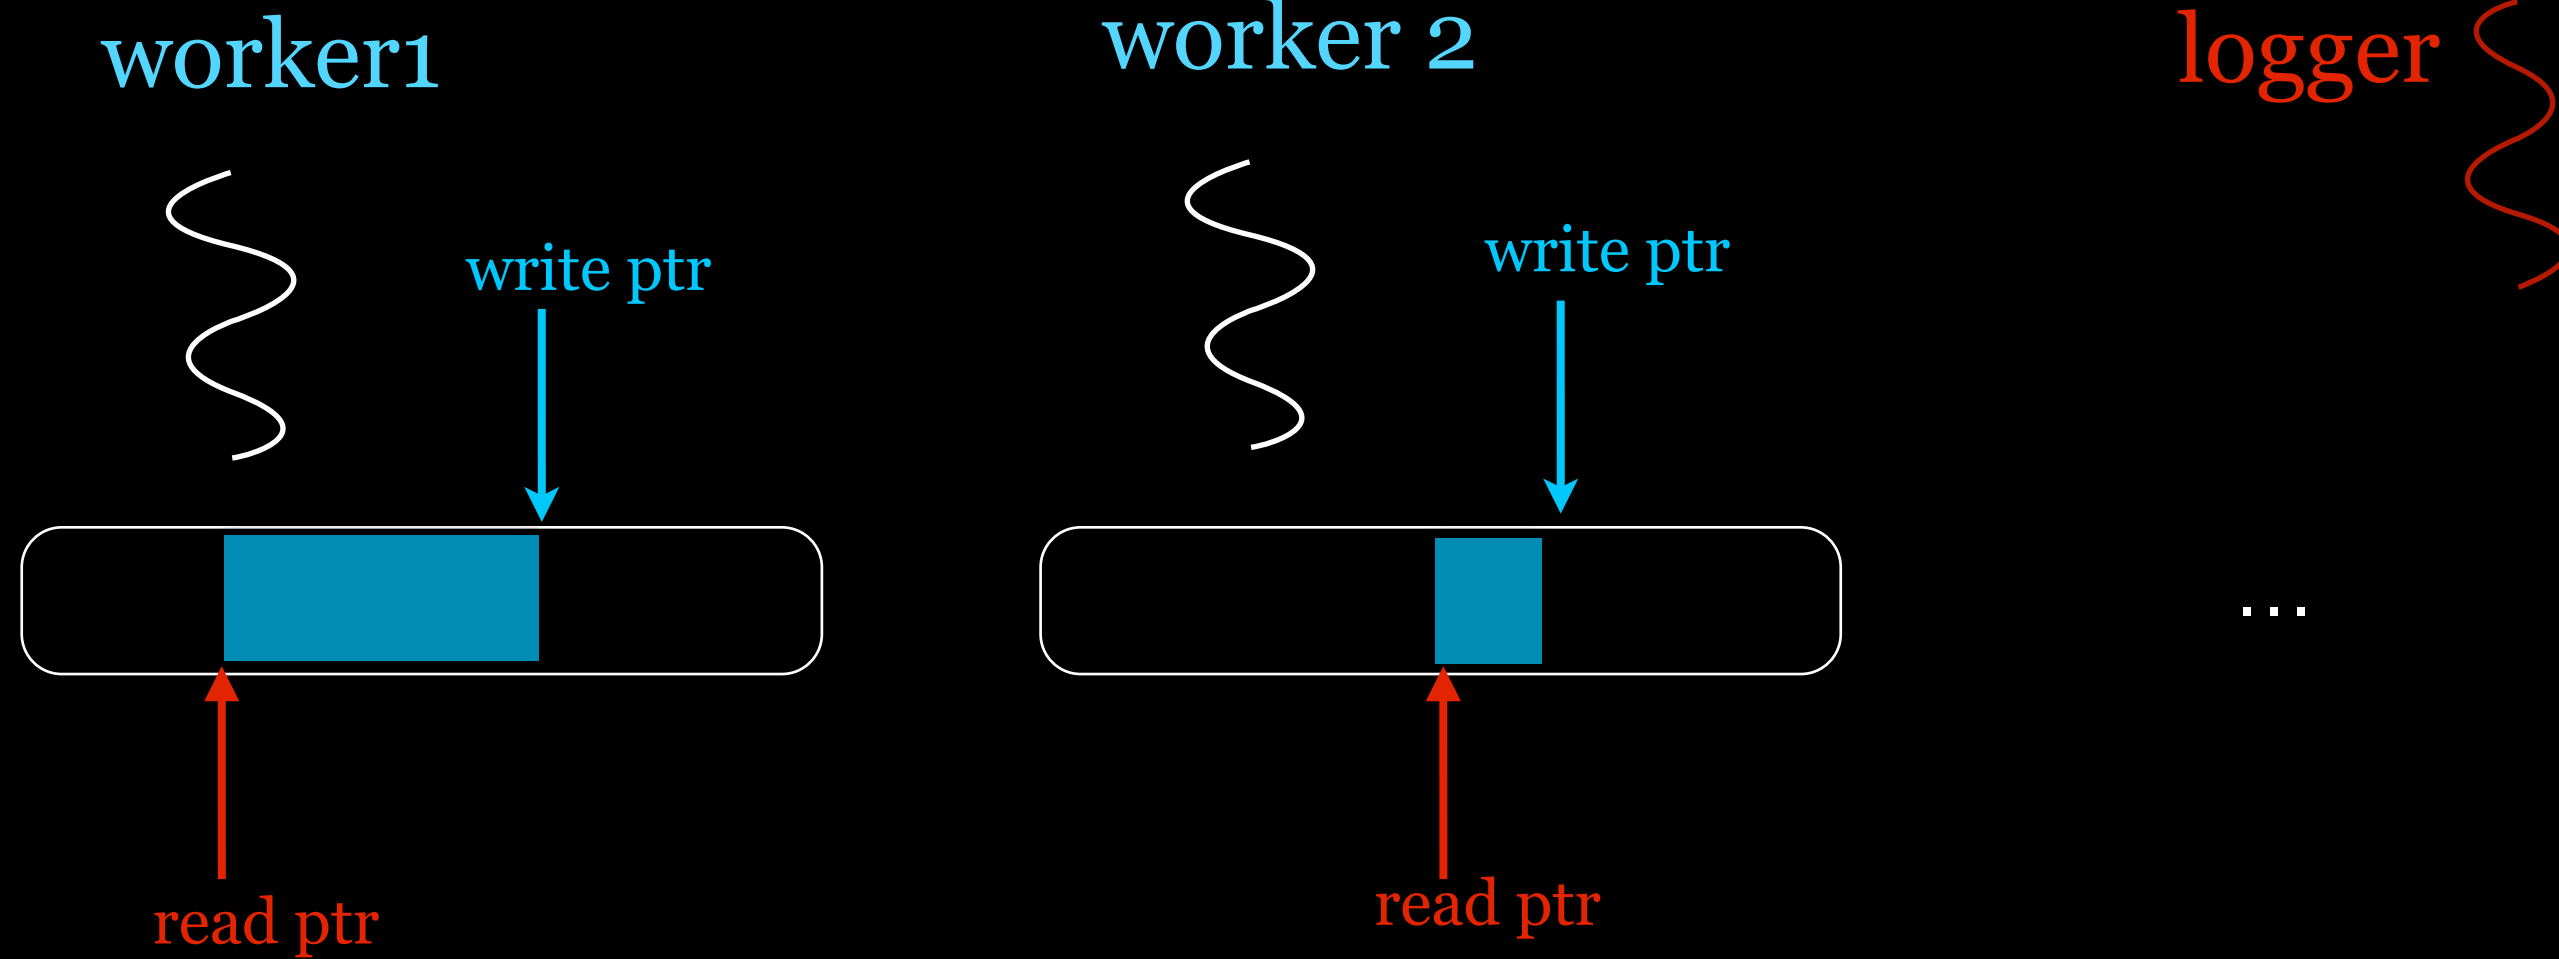 worker1
worker 2
logger
write ptr
write ptr
...
read ptr
read ptr